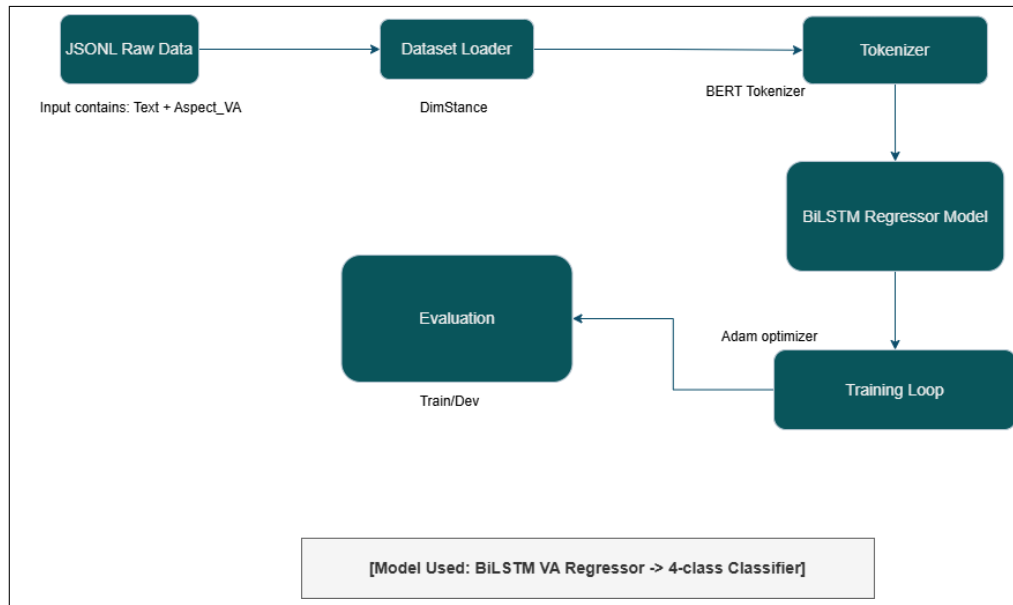 JSONL Raw Data
Dataset Loader
Tokenizer
Input contains: Text + Aspect_VA
DimStance
BERT Tokenizer
BiLSTM Regressor Model
Evaluation
Adam optimizer
Training Loop
Train/Dev
[Model Used: BiLSTM VA Regressor -> 4-class Classifier]